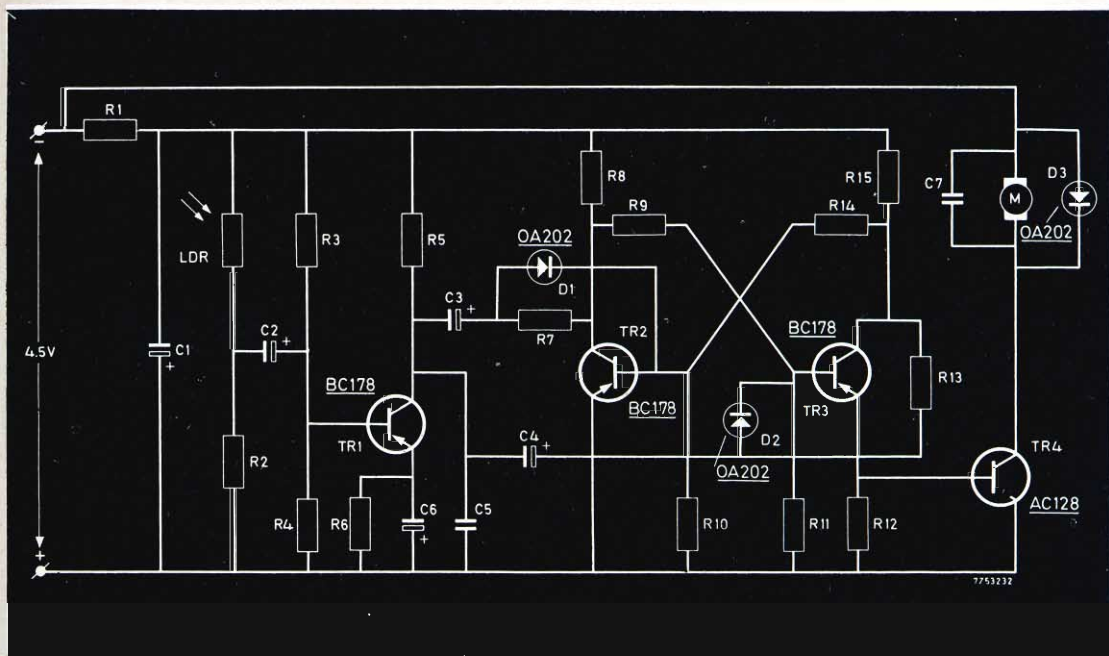 R1
−
4.5V
+
C1
+
LDR
R2
C2
+
R3
R4
BC178
TR1
R5
R6
C6
+
C5
C3
+
OA202
D1
R7
R8
R9
TR2
BC178
C4
+
D2
OA202
R10
R11
R14
R15
BC178
TR3
R12
R13
C7
M
D3
OA202
TR4
AC128
7753232